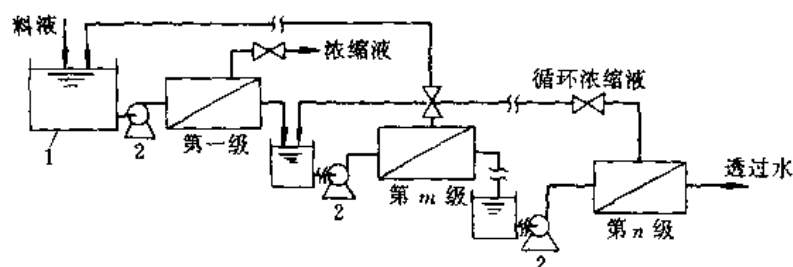 料液
浓缩液
循环浓缩液
1
2
第一级
2
第 m 级
透过水
2
第 n 级